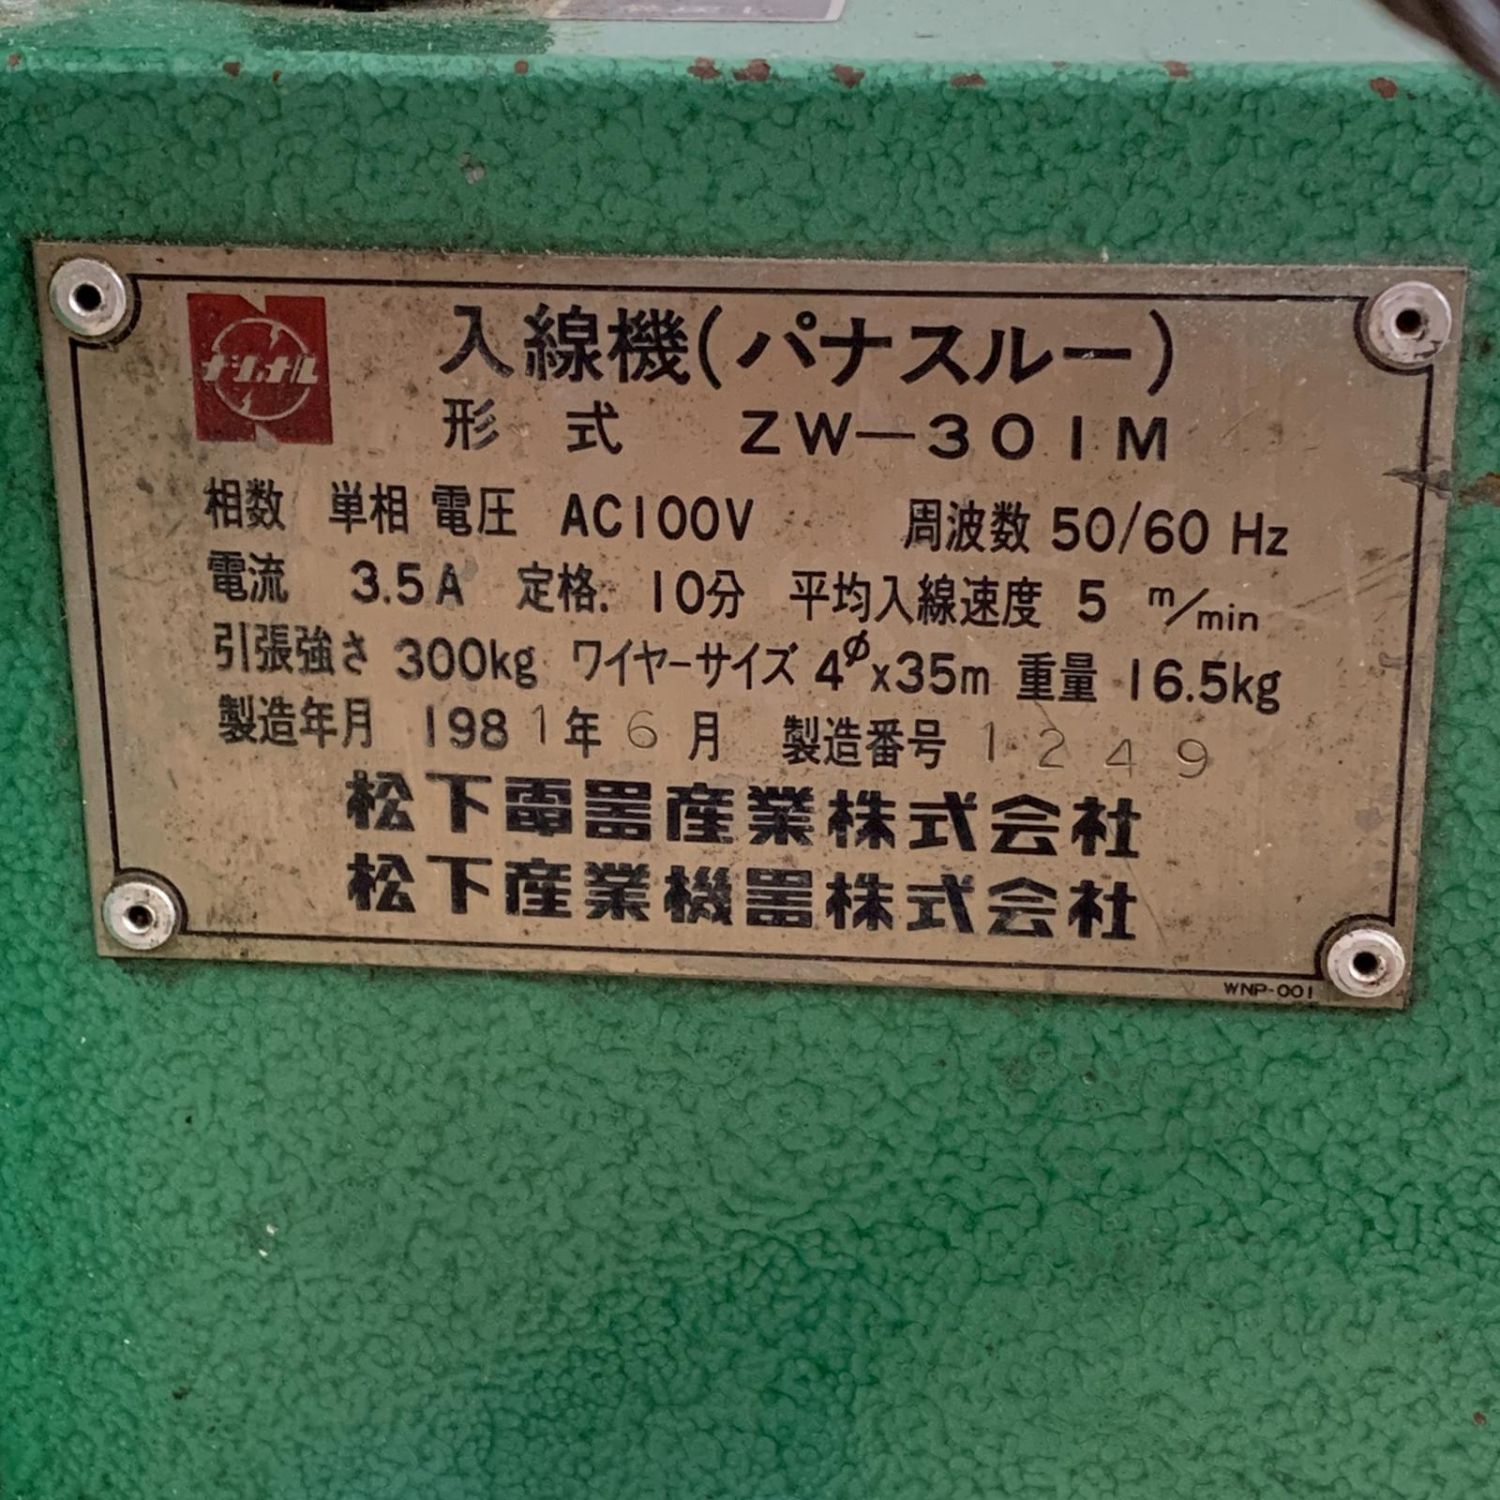 ナショナル
入線機(パナスルー)
形式 ZW-301M
相数 単相 電圧 AC100V 周波数 50/60 Hz
電流 3.5A 定格. 10分 平均入線速度 5 m/min
引張強さ 300kg ワイヤーサイズ 4φx35m 重量 16.5kg
製造年月 1981年6月 製造番号 1249
松下電器産業株式会社
松下産業機器株式会社
WNP-001